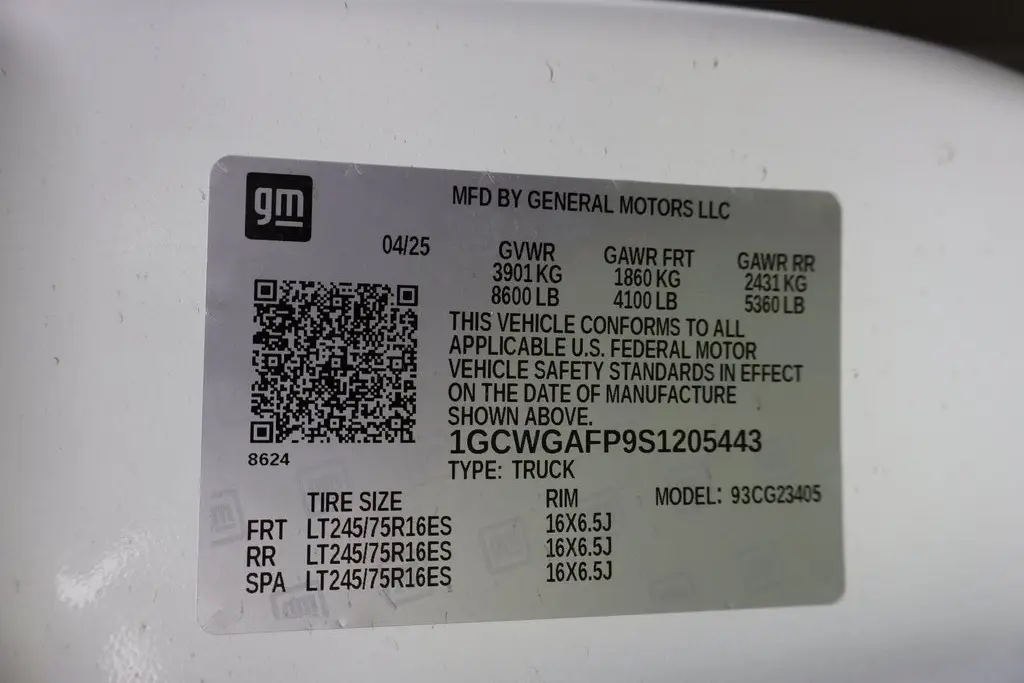 gm
MFD BY GENERAL MOTORS LLC
04/25
GVWR GAWR FRT GAWR RR
3901 KG 1860 KG 2431 KG
8600 LB 4100 LB 5360 LB
THIS VEHICLE CONFORMS TO ALL
APPLICABLE U.S. FEDERAL MOTOR
VEHICLE SAFETY STANDARDS IN EFFECT
ON THE DATE OF MANUFACTURE
SHOWN ABOVE.
1GCWGAFP9S1205443
8624
TYPE: TRUCK
TIRE SIZE RIM MODEL: 93CG23405
FRT LT245/75R16ES 16X6.5J
RR LT245/75R16ES 16X6.5J
SPA LT245/75R16ES 16X6.5J